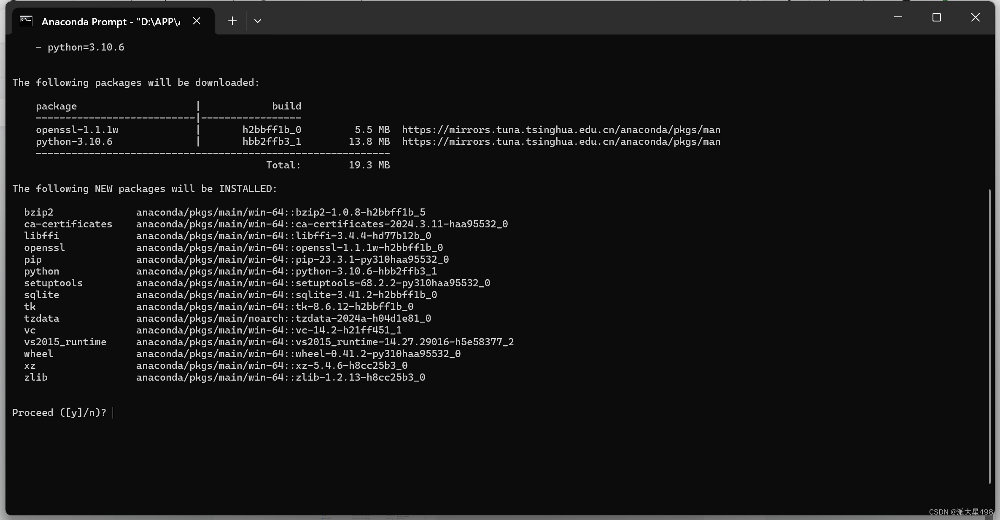 Anaconda Prompt - "D:\APP\
- python=3.10.6
The following packages will be downloaded:
package | build
---------------------------|-----------------
openssl-1.1.1w | h2bbff1b_0 5.5 MB https://mirrors.tuna.tsinghua.edu.cn/anaconda/pkgs/man
python-3.10.6 | hbb2ffb3_1 13.8 MB https://mirrors.tuna.tsinghua.edu.cn/anaconda/pkgs/man
------------------------------------------------------------
Total: 19.3 MB
The following NEW packages will be INSTALLED:
bzip2 anaconda/pkgs/main/win-64::bzip2-1.0.8-h2bbff1b_5
ca-certificates anaconda/pkgs/main/win-64::ca-certificates-2024.3.11-haa95532_0
libffi anaconda/pkgs/main/win-64::libffi-3.4.4-hd77b12b_0
openssl anaconda/pkgs/main/win-64::openssl-1.1.1w-h2bbff1b_0
pip anaconda/pkgs/main/win-64::pip-23.3.1-py310haa95532_0
python anaconda/pkgs/main/win-64::python-3.10.6-hbb2ffb3_1
setuptools anaconda/pkgs/main/win-64::setuptools-68.2.2-py310haa95532_0
sqlite anaconda/pkgs/main/win-64::sqlite-3.41.2-h2bbff1b_0
tk anaconda/pkgs/main/win-64::tk-8.6.12-h2bbff1b_0
tzdata anaconda/pkgs/main/noarch::tzdata-2024a-h04d1e81_0
vc anaconda/pkgs/main/win-64::vc-14.2-h21ff451_1
vs2015_runtime anaconda/pkgs/main/win-64::vs2015_runtime-14.27.29016-h5e58377_2
wheel anaconda/pkgs/main/win-64::wheel-0.41.2-py310haa95532_0
xz anaconda/pkgs/main/win-64::xz-5.4.6-h8cc25b3_0
zlib anaconda/pkgs/main/win-64::zlib-1.2.13-h8cc25b3_0
Proceed ([y]/n)?
CSDN @派大星498